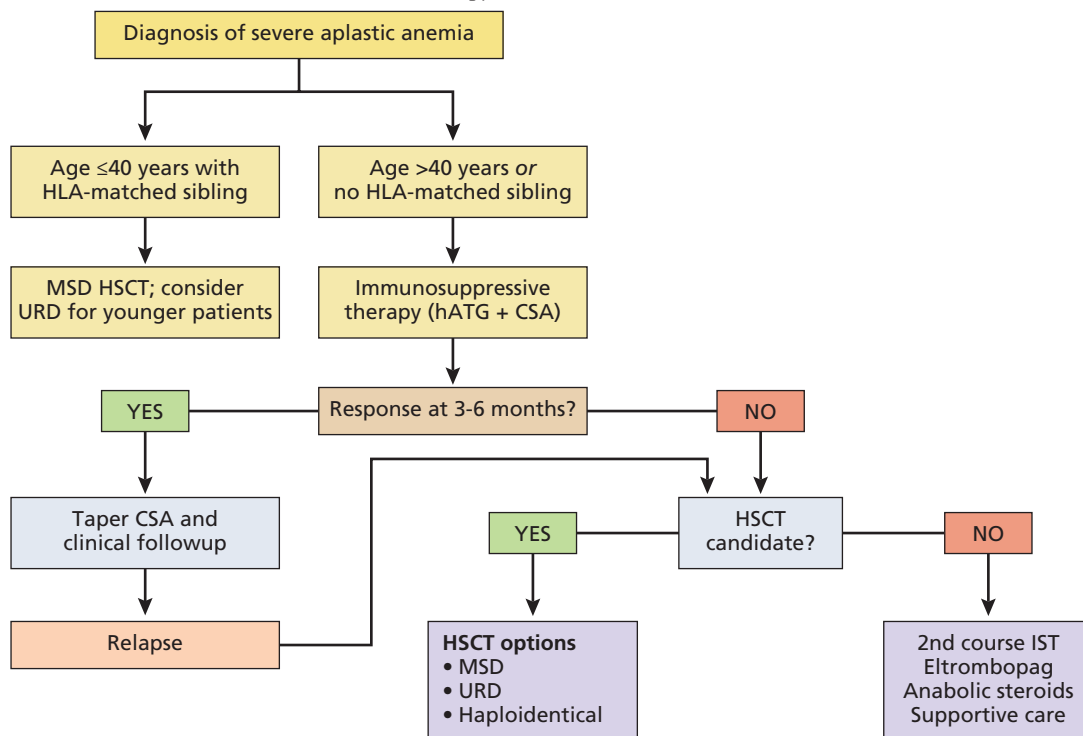 Diagnosis of severe aplastic anemia
Age ≤40 years with
HLA-matched sibling
Age >40 years or
no HLA-matched sibling
MSD HSCT; consider
URD for younger patients
Immunosuppressive
therapy (hATG + CSA)
YES
Response at 3-6 months?
NO
Taper CSA and
clinical followup
YES
HSCT
candidate?
NO
Relapse
HSCT options
• MSD
• URD
• Haploidentical
2nd course IST
Eltrombopag
Anabolic steroids
Supportive care